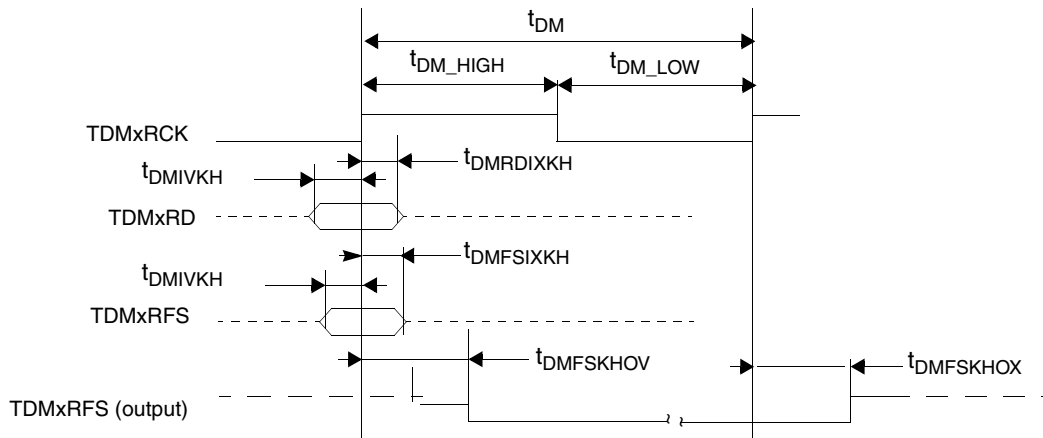 tDM
tDM_HIGH
tDM_LOW
TDMxRCK
tDMIVKH
tDMRDIXKH
TDMxRD
tDMIVKH
tDMFSIXKH
TDMxRFS
tDMFSKHOV
tDMFSKHOX
TDMxRFS (output)
~ ~